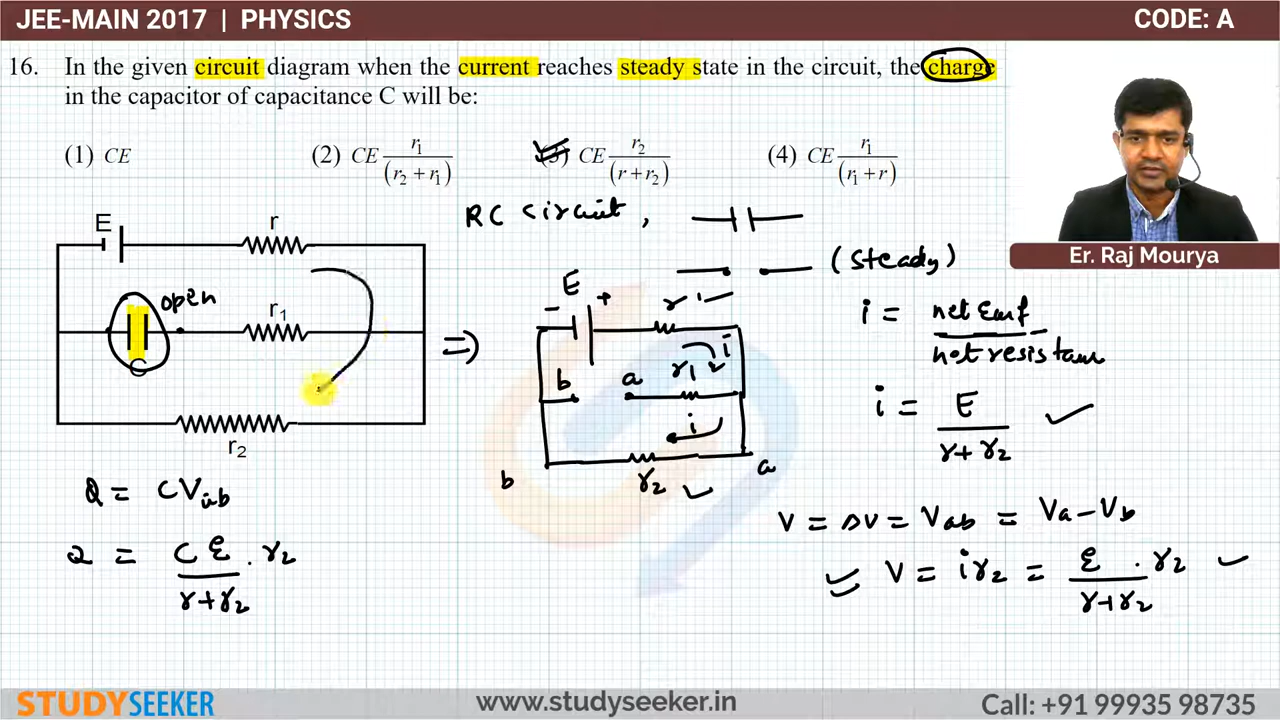 JEE-MAIN 2017 | PHYSICS
CODE: A
16. In the given circuit diagram when the current reaches steady state in the circuit, the charge
in the capacitor of capacitance C will be:
(1) CE
(2) CE r₁/(r₂ + r₁)
(3) CE r₂/(r + r₂)
(4) CE r₁/(r₁ + r)
RC circuit,
(steady)
Er. Raj Mourya
E
r
open
r₁
C
r₂
⇒
E
- +
r
i
b a r₁
i
b r₂ a
i = net Emf / net resistance
i = E / r+r₂
Q = CVab
V = ΔV = Vab = Va - Vb
Q = CE/r+r₂ . r₂
V = ir₂ = E/r+r₂ . r₂
STUDYSEEKER
www.studyseeker.in
Call: +91 99935 98735